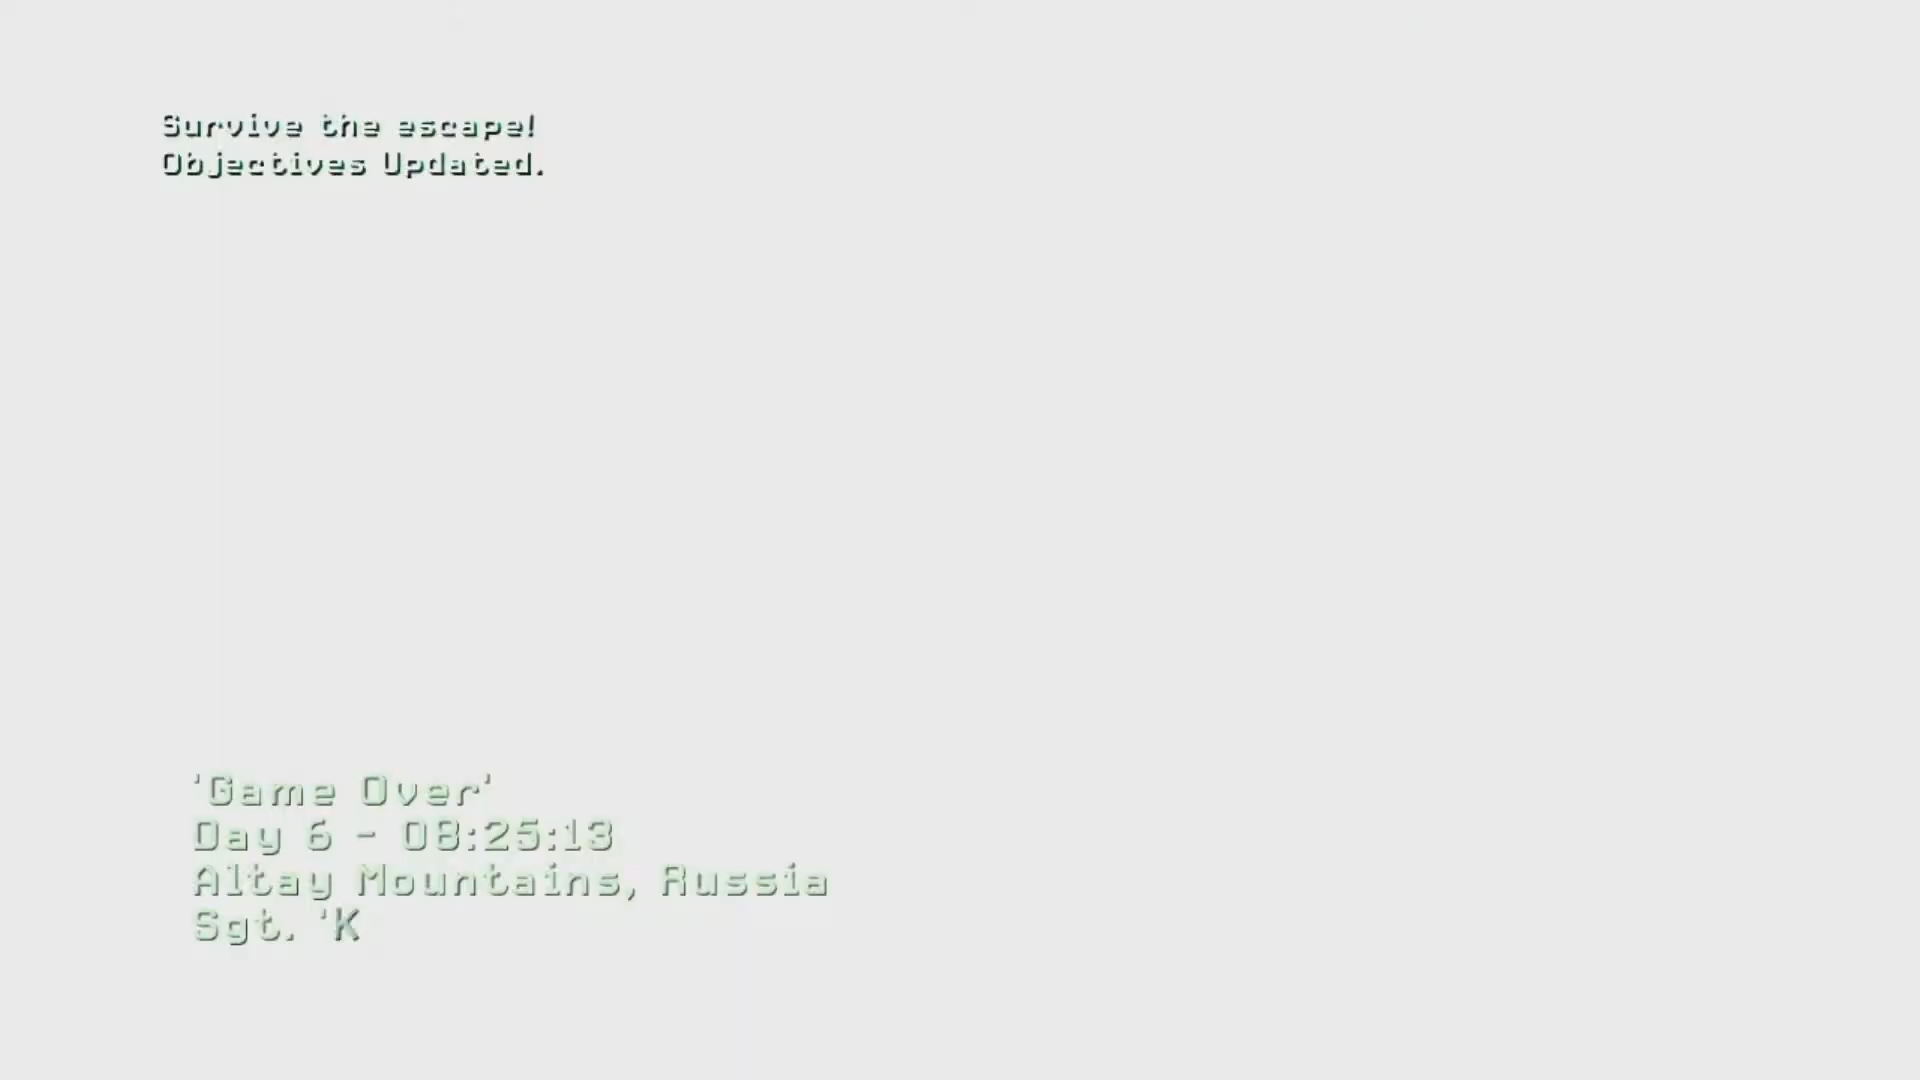 Survive the escape!
Objectives Updated.
'Game Over'
Day 6 - 08:25:13
Altay Mountains, Russia
Sgt. 'K